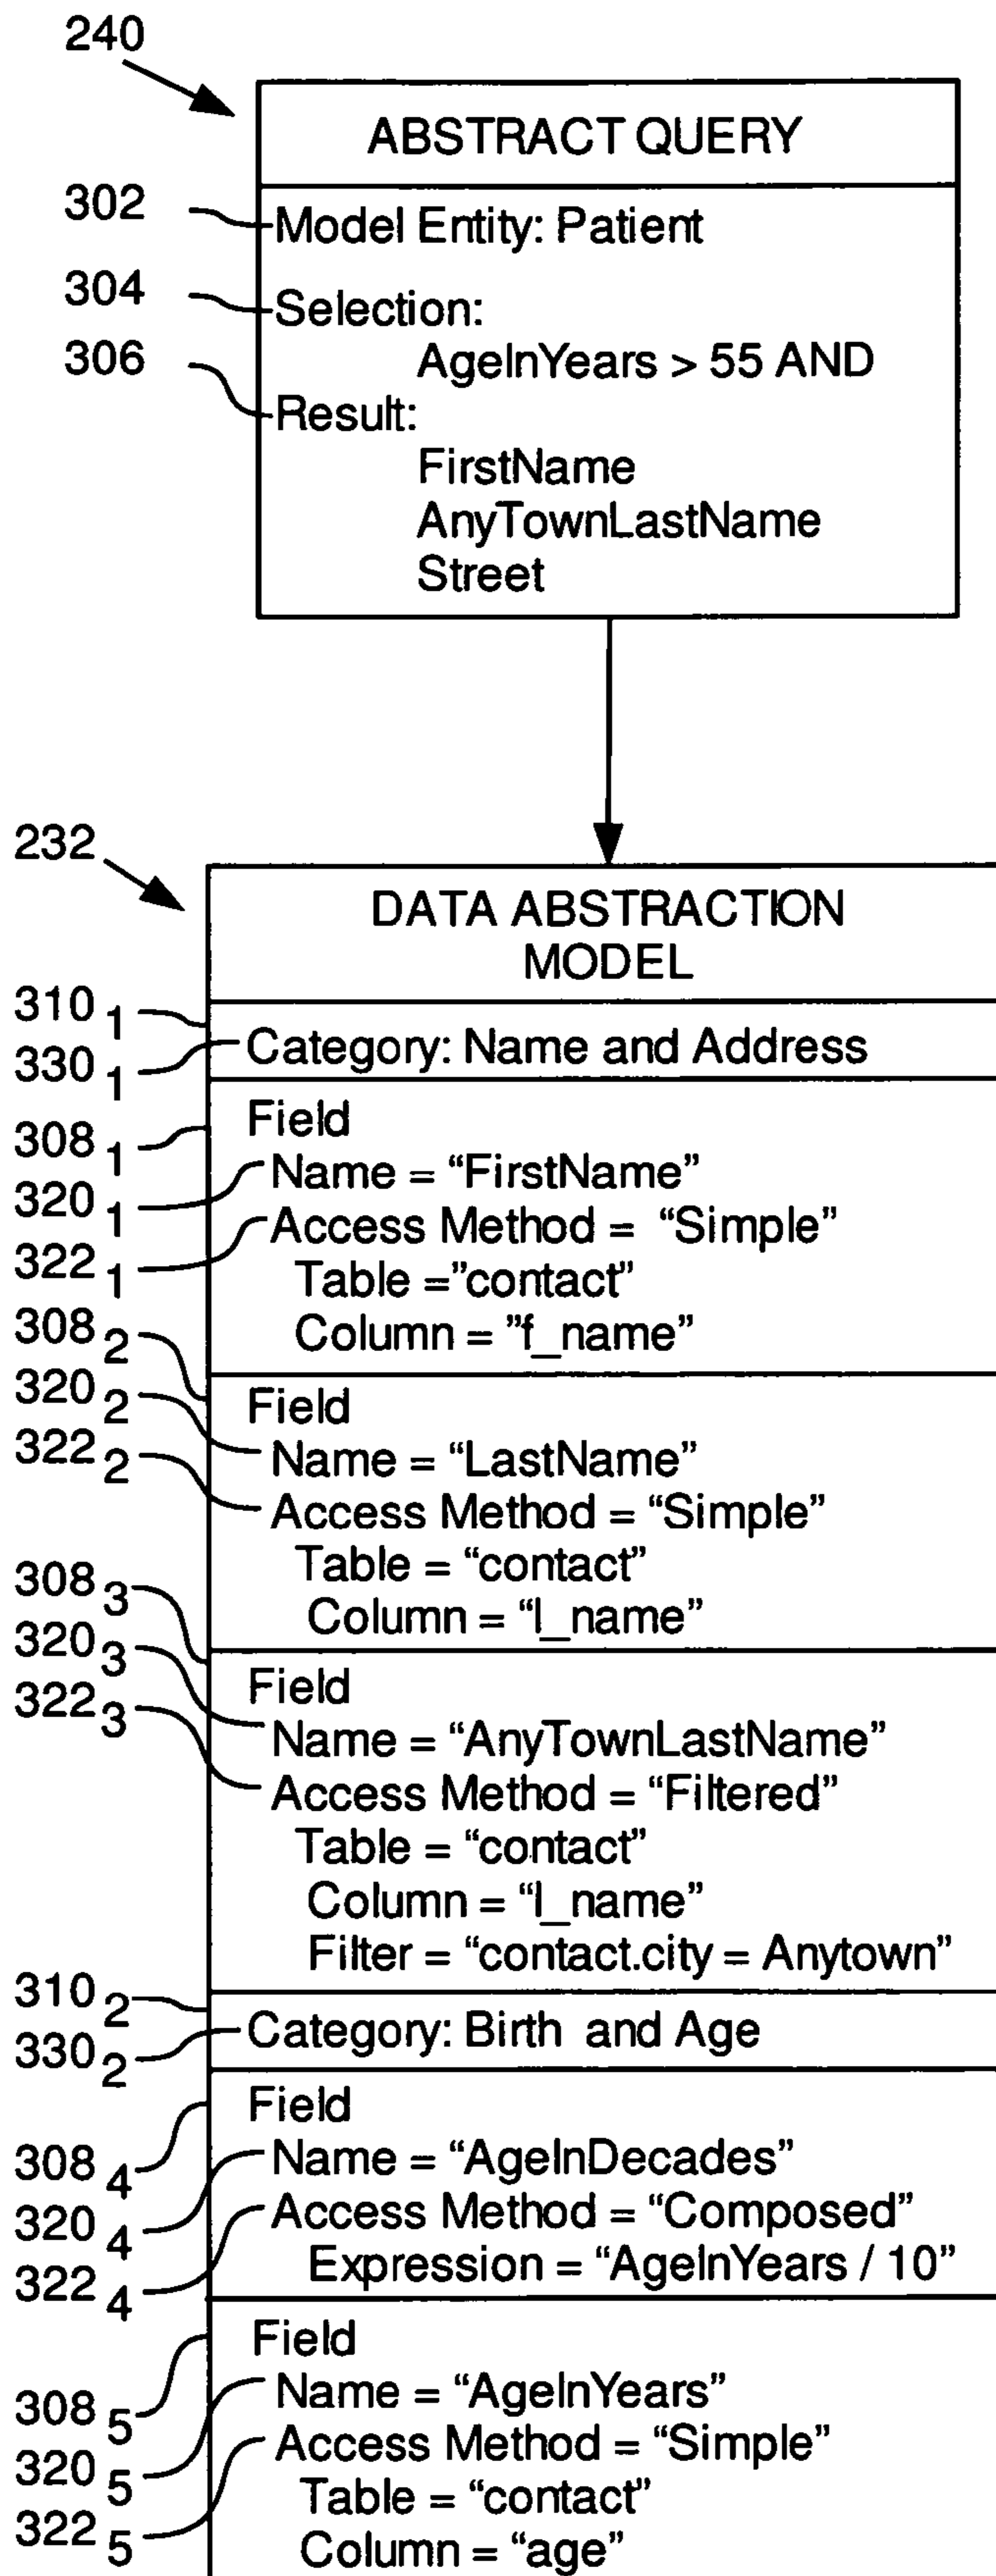 240
ABSTRACT QUERY
302 Model Entity: Patient
304 Selection:
AgeInYears > 55 AND
306 Result:
FirstName
AnyTownLastName
Street
232
DATA ABSTRACTION
MODEL
310 1
330 1 Category: Name and Address
308 1 Field
320 1 Name = “FirstName”
322 1 Access Method = “Simple”
Table =”contact”
Column = ”f_name”
308 2 Field
320 2 Name = “LastName”
322 2 Access Method = “Simple”
Table = “contact”
Column = “l_name”
308 3 Field
320 3 Name = “AnyTownLastName”
322 3 Access Method = “Filtered”
Table = “contact”
Column = “l_name”
Filter = “contact.city = Anytown”
310 2
330 2 Category: Birth and Age
308 4 Field
320 4 Name = “AgeInDecades”
322 4 Access Method = “Composed”
Expression = “AgeInYears / 10”
308 5 Field
320 5 Name = “AgeInYears”
322 5 Access Method = “Simple”
Table = “contact”
Column = “age”